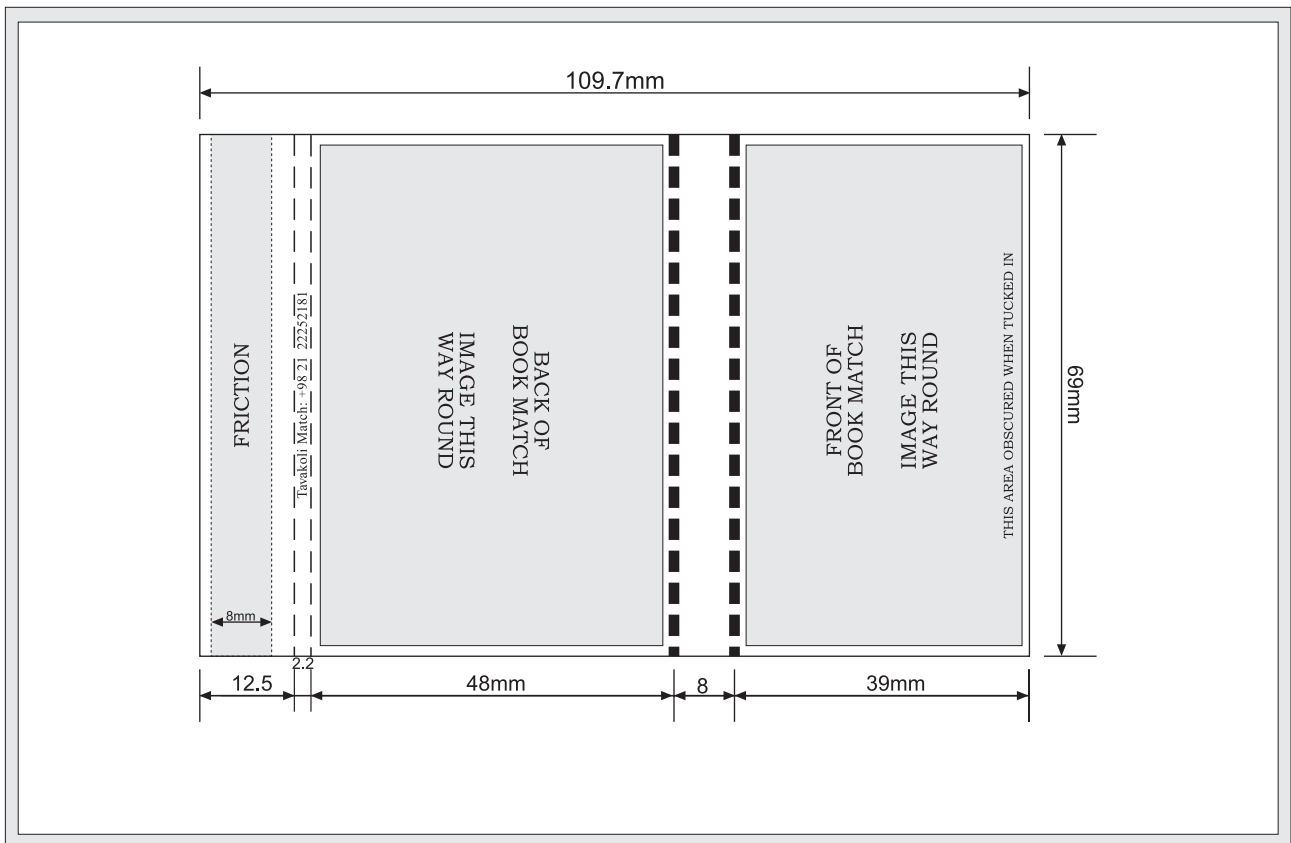 109.7mm
FRICTION
8mm
Tavakoli Match: +98 21 22252181
BACK OF
BOOK MATCH
IMAGE THIS
WAY ROUND
FRONT OF
BOOK MATCH
IMAGE THIS
WAY ROUND
THIS AREA OBSCURED WHEN TUCKED IN
69mm
12.5
2.2
48mm
8
39mm